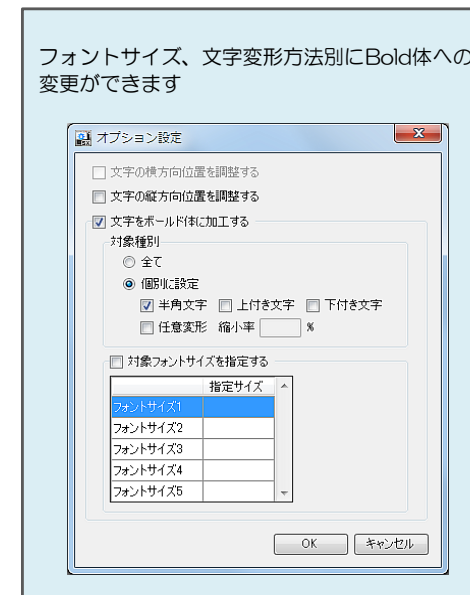 フォントサイズ、文字変形方法別にBold体への
変更ができます
オプション設定
文字の横方向位置を調整する
文字の縦方向位置を調整する
文字をボールド体に加工する
対象種別
全て
個別に設定
半角文字 上付き文字 下付き文字
任意変形 縮小率 %
対象フォントサイズを指定する
指定サイズ
フォントサイズ1
フォントサイズ2
フォントサイズ3
フォントサイズ4
フォントサイズ5
OK キャンセル